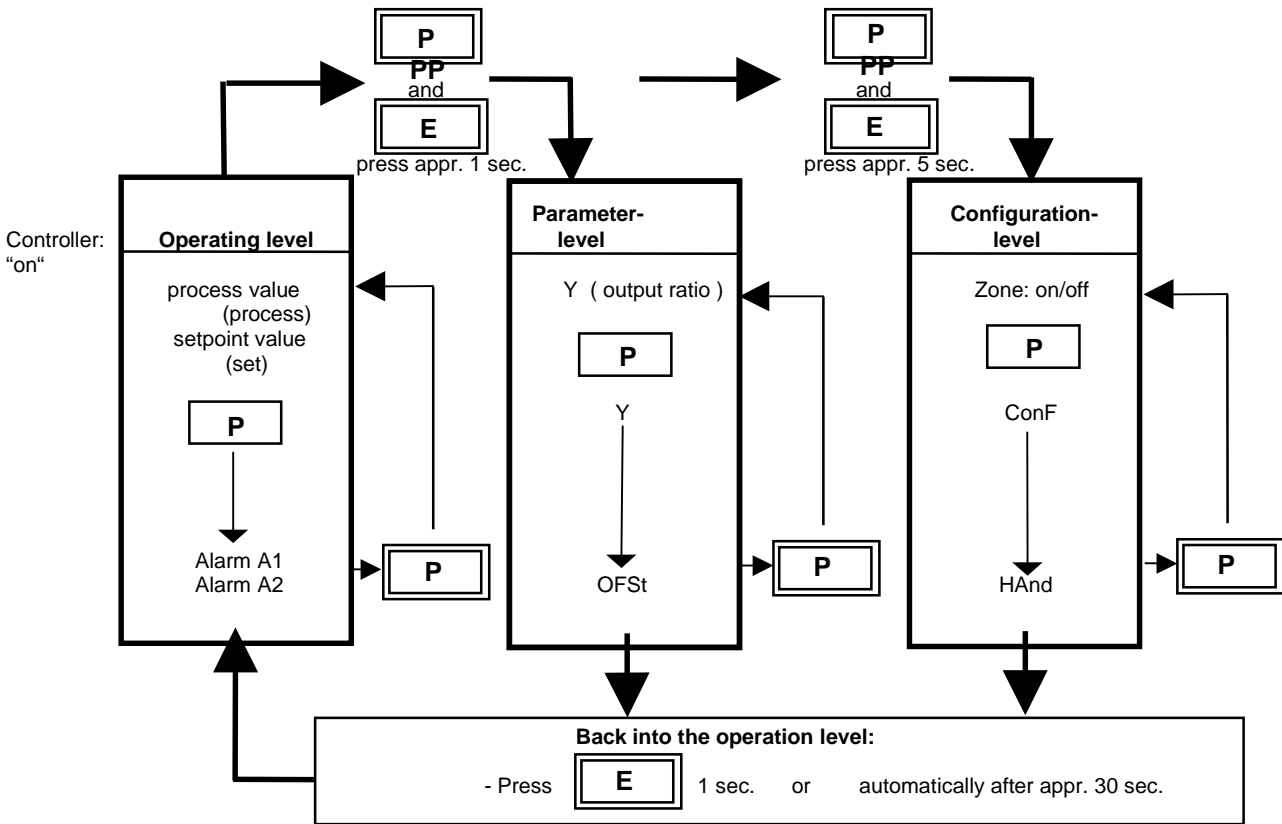 P
PP
and
E
press appr. 1 sec.
P
PP
and
E
press appr. 5 sec.
Controller:
“on“
Operating level
process value
(process)
setpoint value
(set)
P
Alarm A1
Alarm A2
P
Parameter-
level
Y ( output ratio )
P
Y
OFSt
P
Configuration-
level
Zone: on/off
P
ConF
HAnd
P
Back into the operation level:
- Press E 1 sec. or automatically after appr. 30 sec.